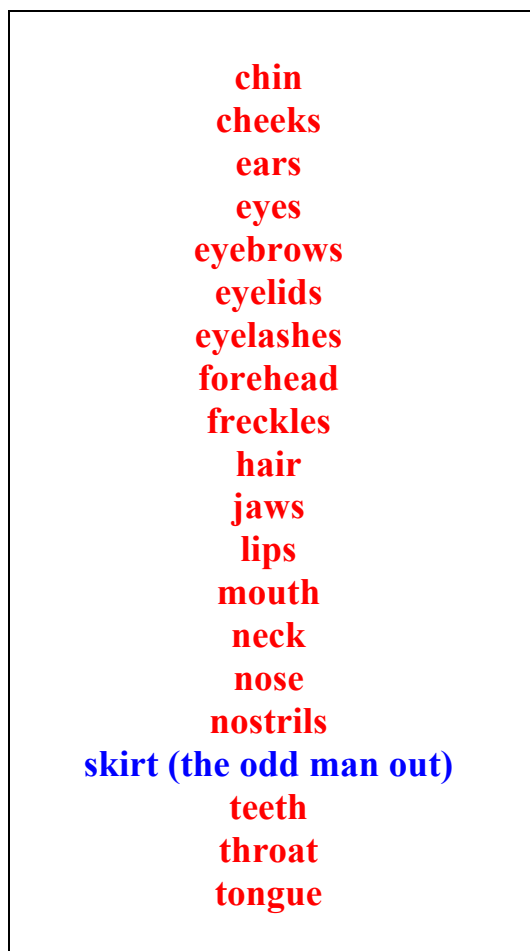 chin
cheeks
ears
eyes
eyebrows
eyelids
eyelashes
forehead
freckles
hair
jaws
lips
mouth
neck
nose
nostrils
skirt (the odd man out)
teeth
throat
tongue